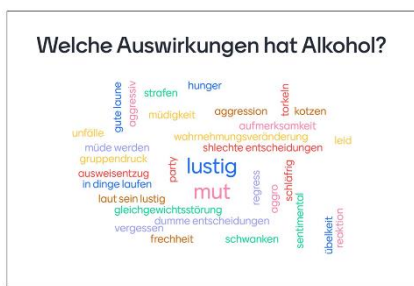 Welche Auswirkungen hat Alkohol?
hunger
strafen
gute laune
aggressiv
torkeln
müdigkeit
aggression
kotzen
aufmerksamkeit
unfälle
wahrnehmungsveränderung
leid
müde werden
schlechte entscheidungen
gruppendruck
party
lustig
ausweisentzug
in dinge laufen
mut
regress
aggro
schläfrig
laut sein lustig
gleichgewichtsstörung
dumme entscheidungen
vergessen
sentimental
frechheit
schwanken
übelkeit
reaktion